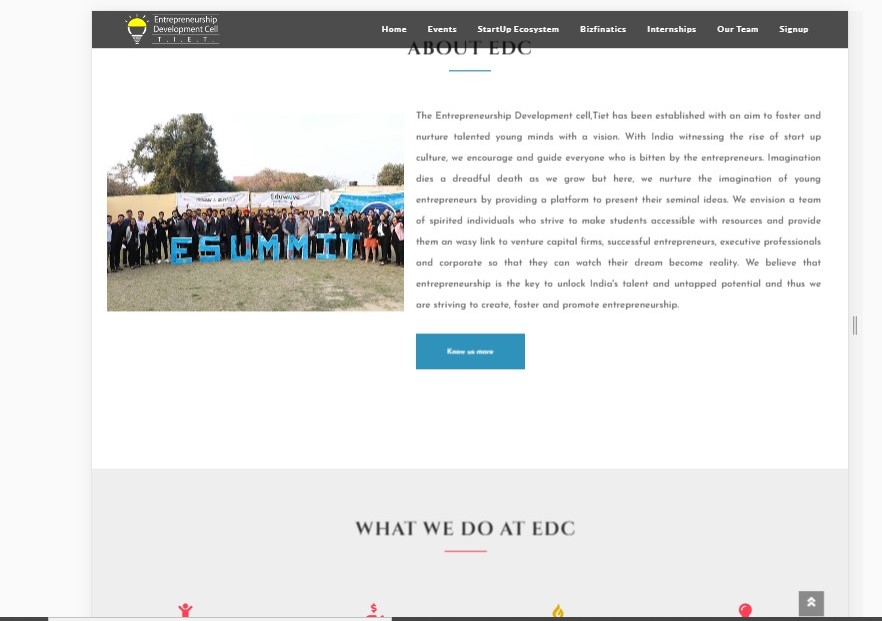 Entrepreneurship
Development Cell
T . I . E . T .
Home Events StartUp Ecosystem Bizfinatics Internships Our Team Signup
ABOUT EDC
The Entrepreneurship Development cell,Tiet has been established with an aim to foster and
nurture talented young minds with a vision. With India witnessing the rise of start up
culture, we encourage and guide everyone who is bitten by the entrepreneurs. Imagination
dies a dreadful death as we grow but here, we nurture the imagination of young
entrepreneurs by providing a platform to present their seminal ideas. We envision a team
of spirited individuals who strive to make students accessible with resources and provide
them an wasy link to venture capital firms, successful entrepreneurs, executive professionals
and corporate so that they can watch their dream become reality. We believe that
entrepreneurship is the key to unlock India's talent and untapped potential and thus we
are striving to create, foster and promote entrepreneurship.
Eduwave
ESUMMIT
Know us more
WHAT WE DO AT EDC